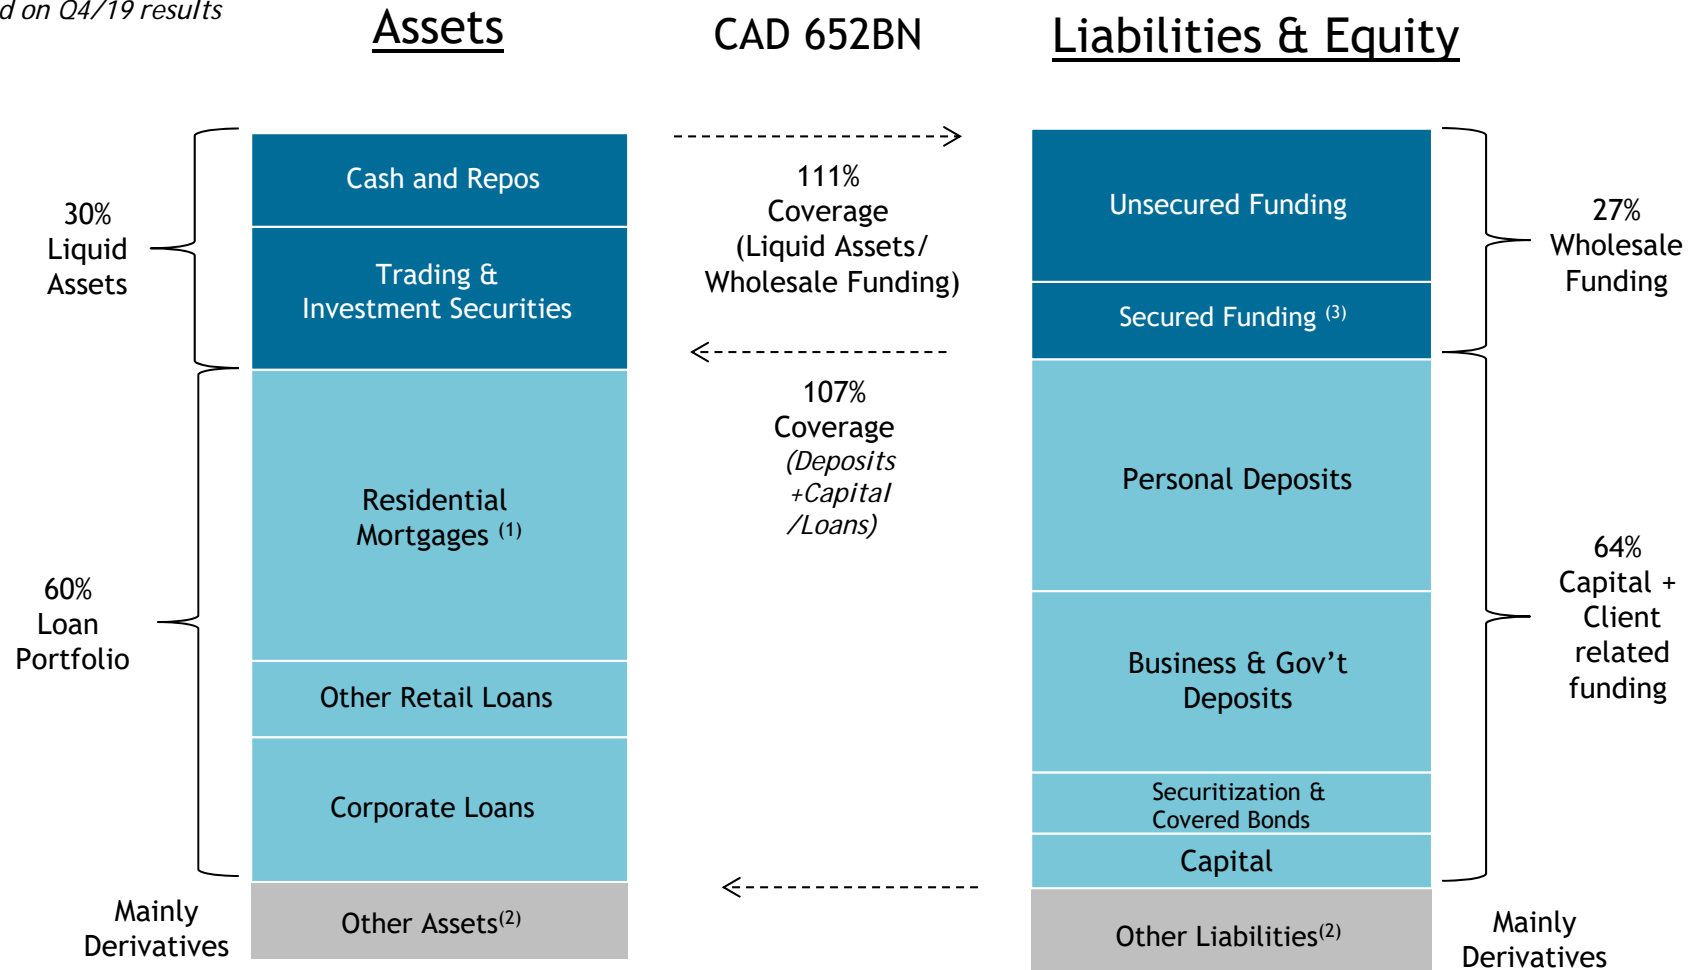 d on Q4/19 results
Assets
CAD 652BN
Liabilities & Equity
30%
Liquid
Assets
Cash and Repos
Trading &
Investment Securities
111%
Coverage
(Liquid Assets/
Wholesale Funding)
Unsecured Funding
Secured Funding (3)
27%
Wholesale
Funding
60%
Loan
Portfolio
Residential
Mortgages (1)
Other Retail Loans
Corporate Loans
107%
Coverage
(Deposits
+Capital
/Loans)
Personal Deposits
Business & Gov’t
Deposits
Securitization &
Covered Bonds
Capital
64%
Capital +
Client
related
funding
Mainly
Derivatives
Other Assets(2)
Other Liabilities(2)
Mainly
Derivatives